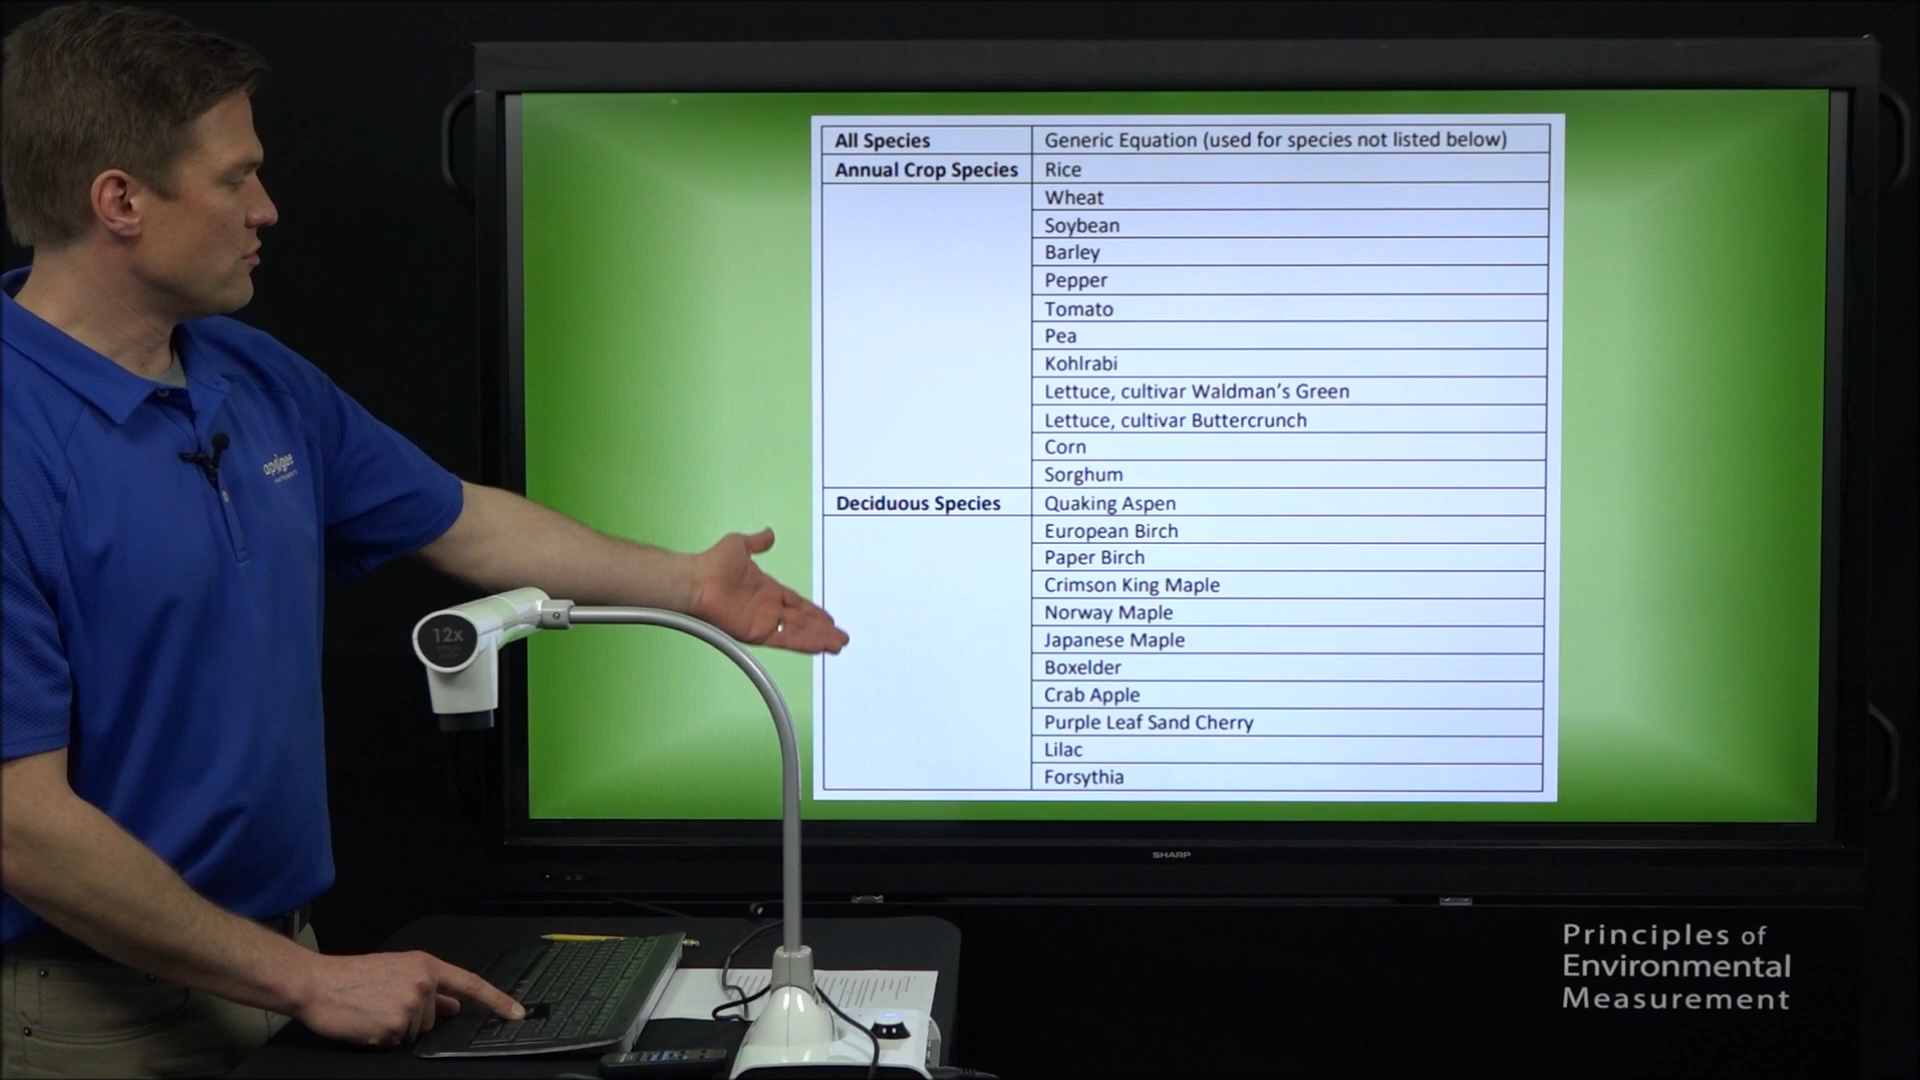 All Species Generic Equation (used for species not listed below)
Annual Crop Species Rice
Wheat
Soybean
Barley
Pepper
Tomato
Pea
Kohlrabi
Lettuce, cultivar Waldman's Green
Lettuce, cultivar Buttercrunch
Corn
Sorghum
Deciduous Species Quaking Aspen
European Birch
Paper Birch
Crimson King Maple
Norway Maple
Japanese Maple
Boxelder
Crab Apple
Purple Leaf Sand Cherry
Lilac
Forsythia
apogee
12x
SHARP
Principles of
Environmental
Measurement